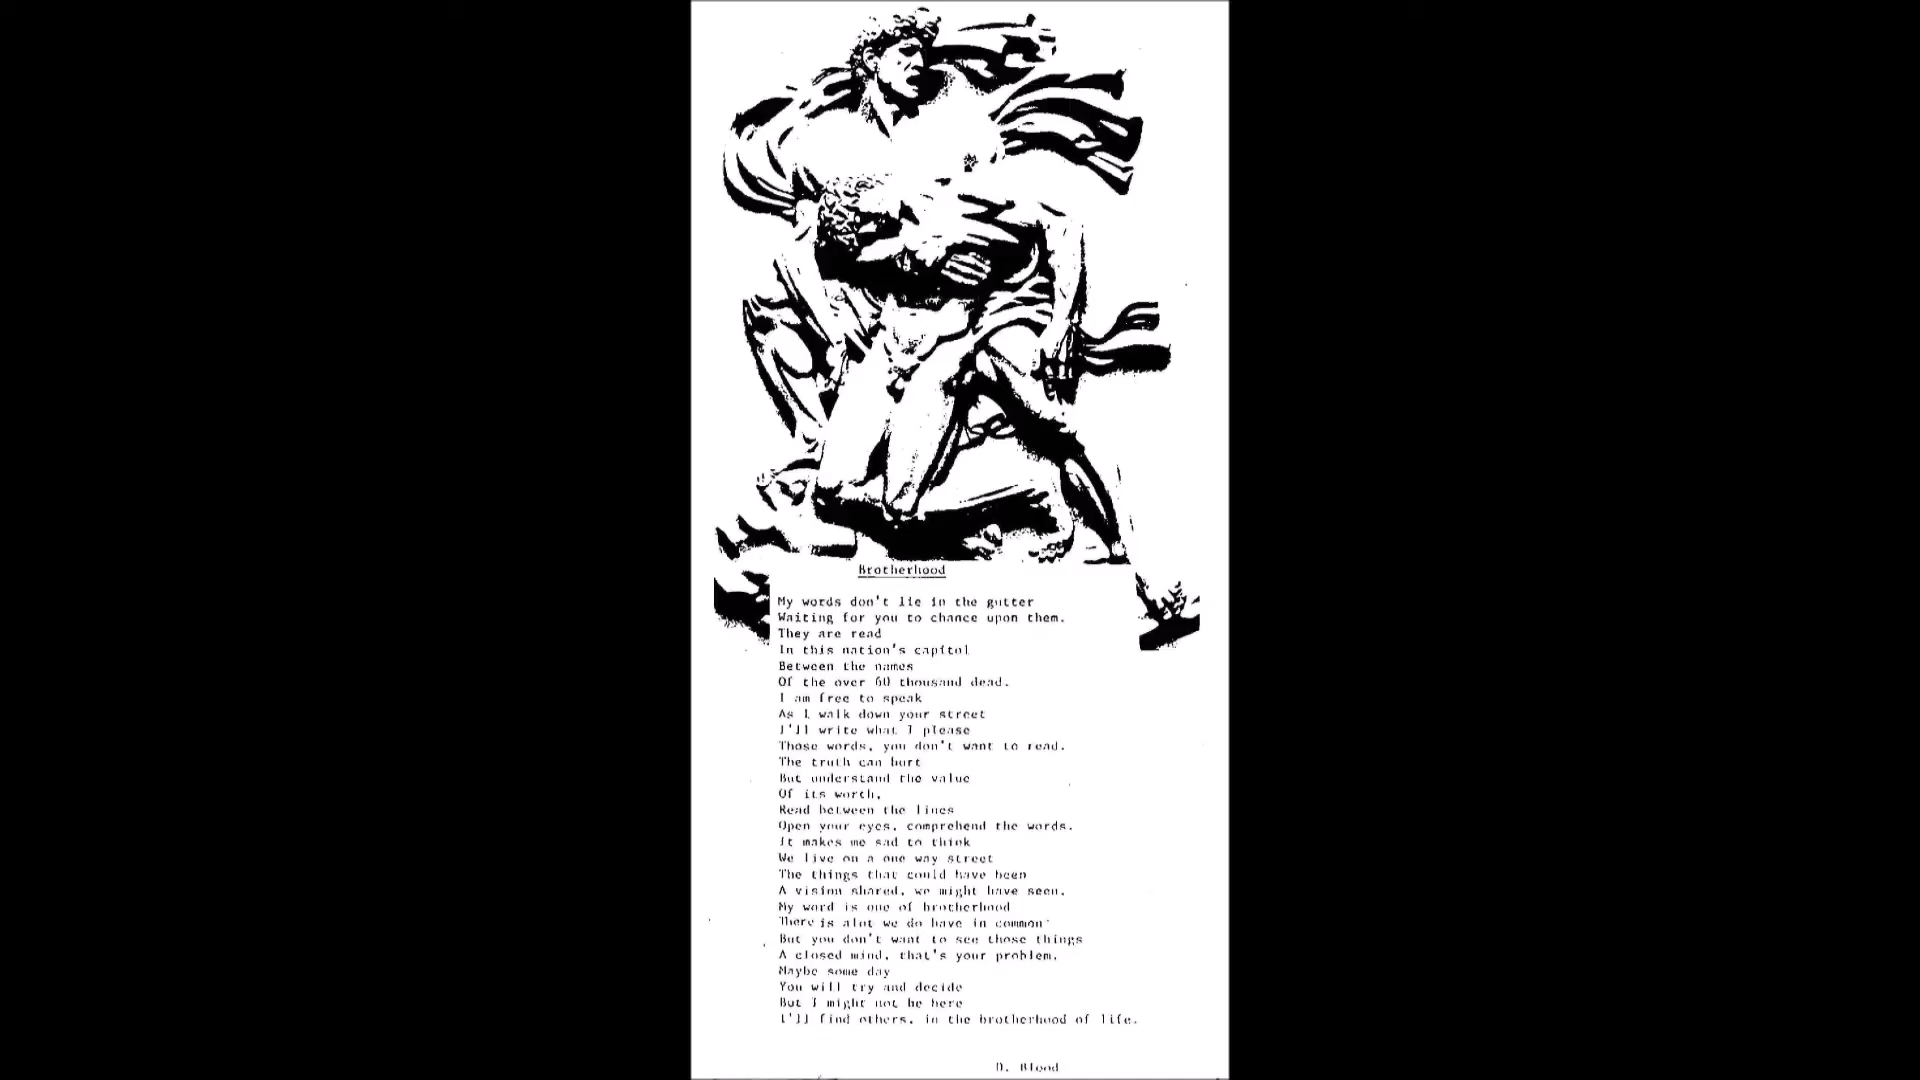 Brotherhood
My words don't lie in the gutter
Waiting for you to chance upon them.
They are read
In this nation's capitol
Between the names
Of the over 60 thousand dead.
I am free to speak
As I walk down your street
I'll write what I please
Those words, you don't want to read.
The truth can hurt
But understand the value
Of its worth,
Read between the lines
Open your eyes, comprehend the words.
It makes me sad to think
We live on a one way street
The things that could have been
A vision shared, we might have seen.
My word is one of brotherhood
There is alot we do have in common
But you don't want to see those things
A closed mind, that's your problem.
Maybe some day
You will try and decide
But I might not be here
I'll find others, in the brotherhood of life.
D. Blood